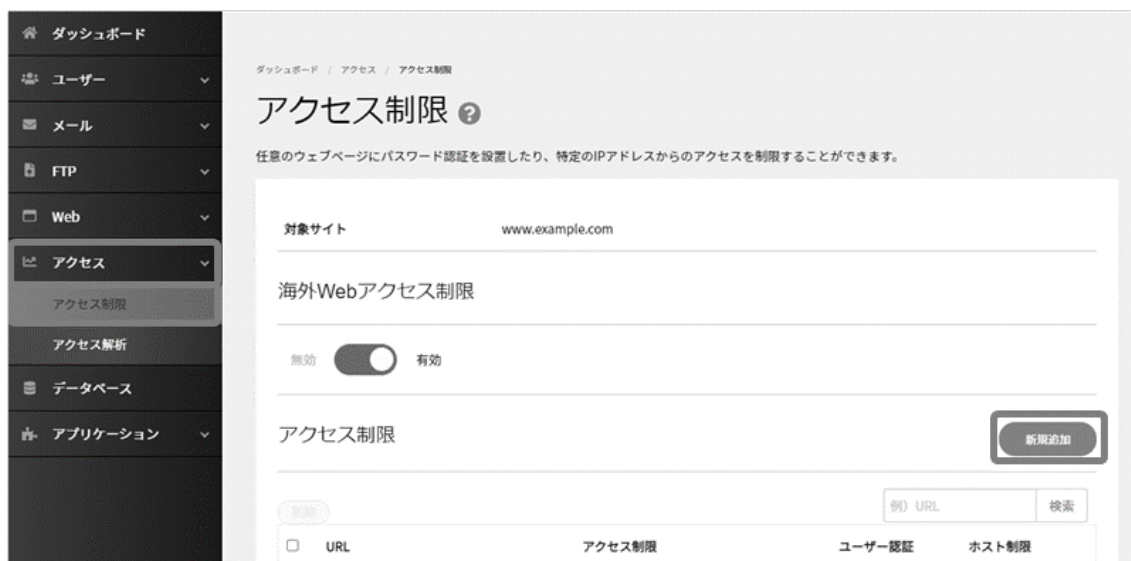 ダッシュボード
ユーザー
メール
FTP
Web
アクセス
アクセス制限
アクセス解析
データベース
アプリケーション
ダッシュボード / アクセス / アクセス制限
アクセス制限 ?
任意のウェブページにパスワード認証を設置したり、特定のIPアドレスからのアクセスを制限することができます。
対象サイト www.example.com
海外Webアクセス制限
無効 有効
アクセス制限 新規追加
削除 例）URL 検索
URL アクセス制限 ユーザー認証 ホスト制限